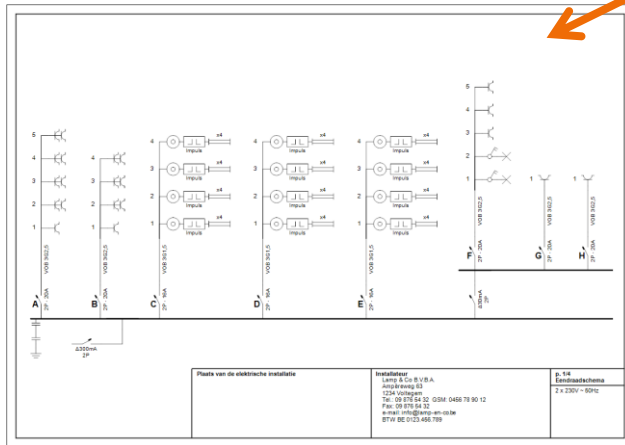 5
4
3
2
1
VOB 3G2,5
2P - 20A
A
4
3
2
1
VOB 3G2,5
2P - 20A
B
4
x4
Impuls
3
x4
Impuls
2
x4
Impuls
1
x4
Impuls
VOB 3G1,5
2P - 16A
C
4
x4
Impuls
3
x4
Impuls
2
x4
Impuls
1
x4
Impuls
VOB 3G1,5
2P - 16A
D
4
x4
Impuls
3
x4
Impuls
2
x4
Impuls
1
x4
Impuls
VOB 3G1,5
2P - 16A
E
5
4
3
2
1
VOB 3G2,5
2P - 20A
F
1
VOB 3G2,5
2P - 20A
G
1
VOB 3G2,5
2P - 20A
H
Δ30mA
2P
Δ300mA
2P
Plaats van de elektrische installatie
Installateur
Lamp & Co B.V.B.A.
Ampèreweg 63
1234 Voltegem
Tel.: 09 876 54 32 GSM: 0456 78 90 12
Fax: 09 876 54 32
e-mail: info@lamp-en-co.be
BTW BE 0123.456.789
p. 1/4
Eendraadschema
2 x 230V ~ 50Hz